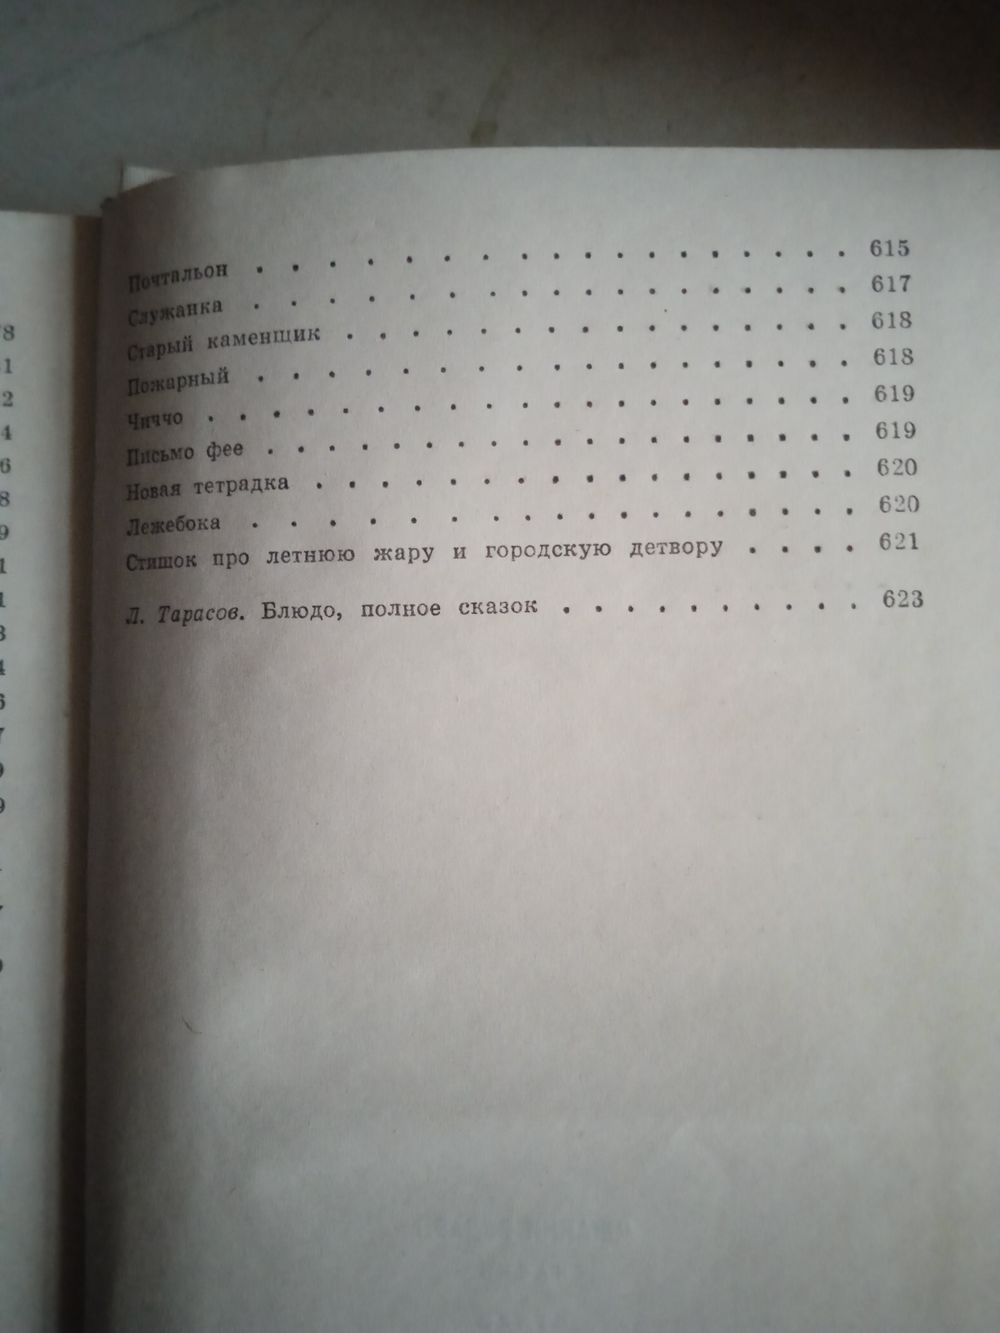 Почтальон . . . . . . . . . . . . . . . . 615
Служанка . . . . . . . . . . . . . . . . 617
Старый каменщик . . . . . . . . . . . . . . 618
Пожарный . . . . . . . . . . . . . . . . 618
Чиччо . . . . . . . . . . . . . . . . . . 619
Письмо фее . . . . . . . . . . . . . . . . . 619
Новая тетрадка . . . . . . . . . . . . . . . . 620
Лежебока . . . . . . . . . . . . . . . 620
Стишок про летнюю жару и городскую детвору . . . . 621
Л. Тарасов. Блюдо, полное сказок . . . . . . . . . . 623